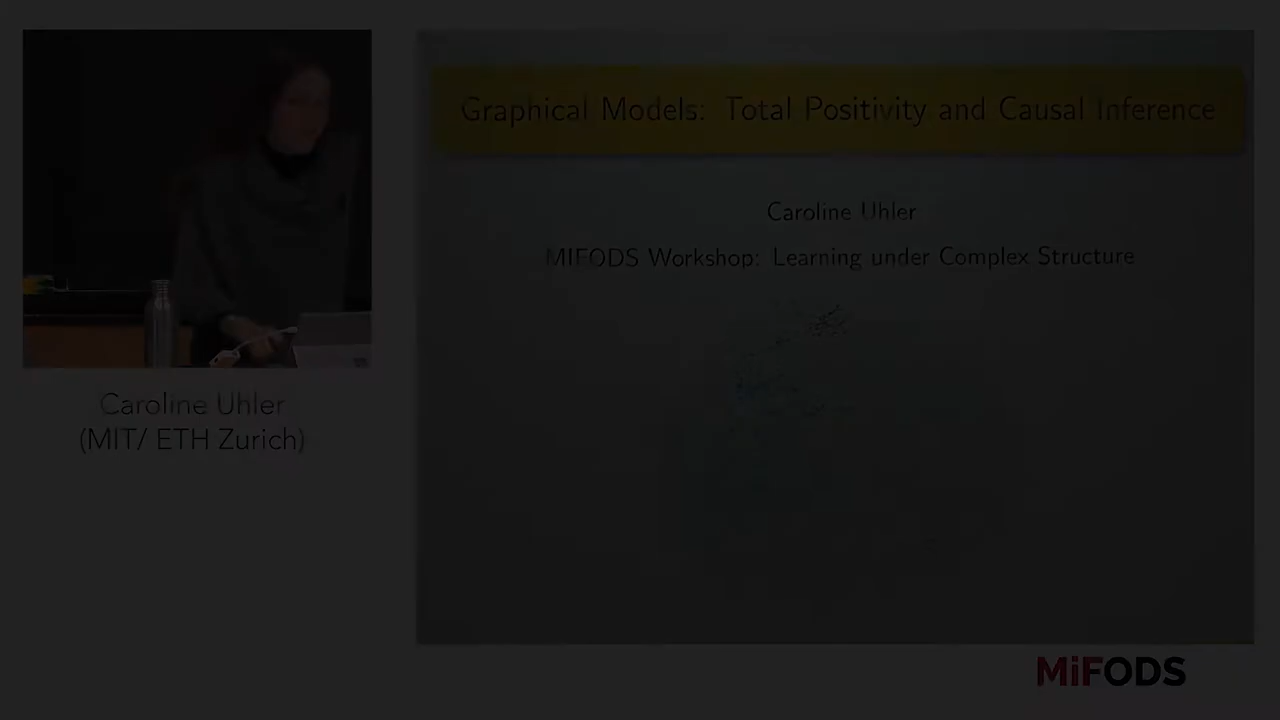 Graphical Models: Total Positivity and Causal Inference
Caroline Uhler
MIFODS Workshop: Learning under Complex Structure
Caroline Uhler
(MIT/ ETH Zurich)
MiFODS